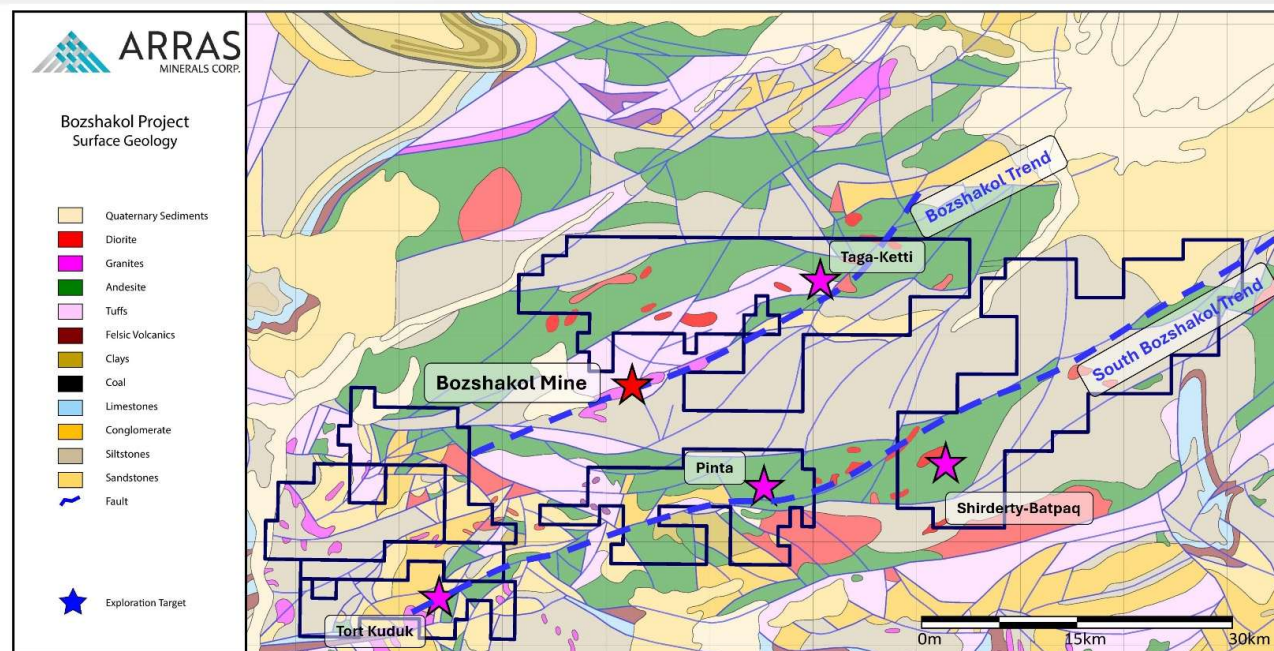 ARRAS
MINERALS CORP.
Bozshakol Project
Surface Geology
Quaternary Sediments
Diorite
Granites
Andesite
Tuffs
Felsic Volcanics
Clays
Coal
Limestones
Conglomerate
Siltstones
Sandstones
Fault
Exploration Target
Bozshakol Trend
Taga-Ketti
South Bozshakol Trend
Bozshakol Mine
Pinta
Shirderty-Batpaq
Tort Kuduk
0m 15km 30km